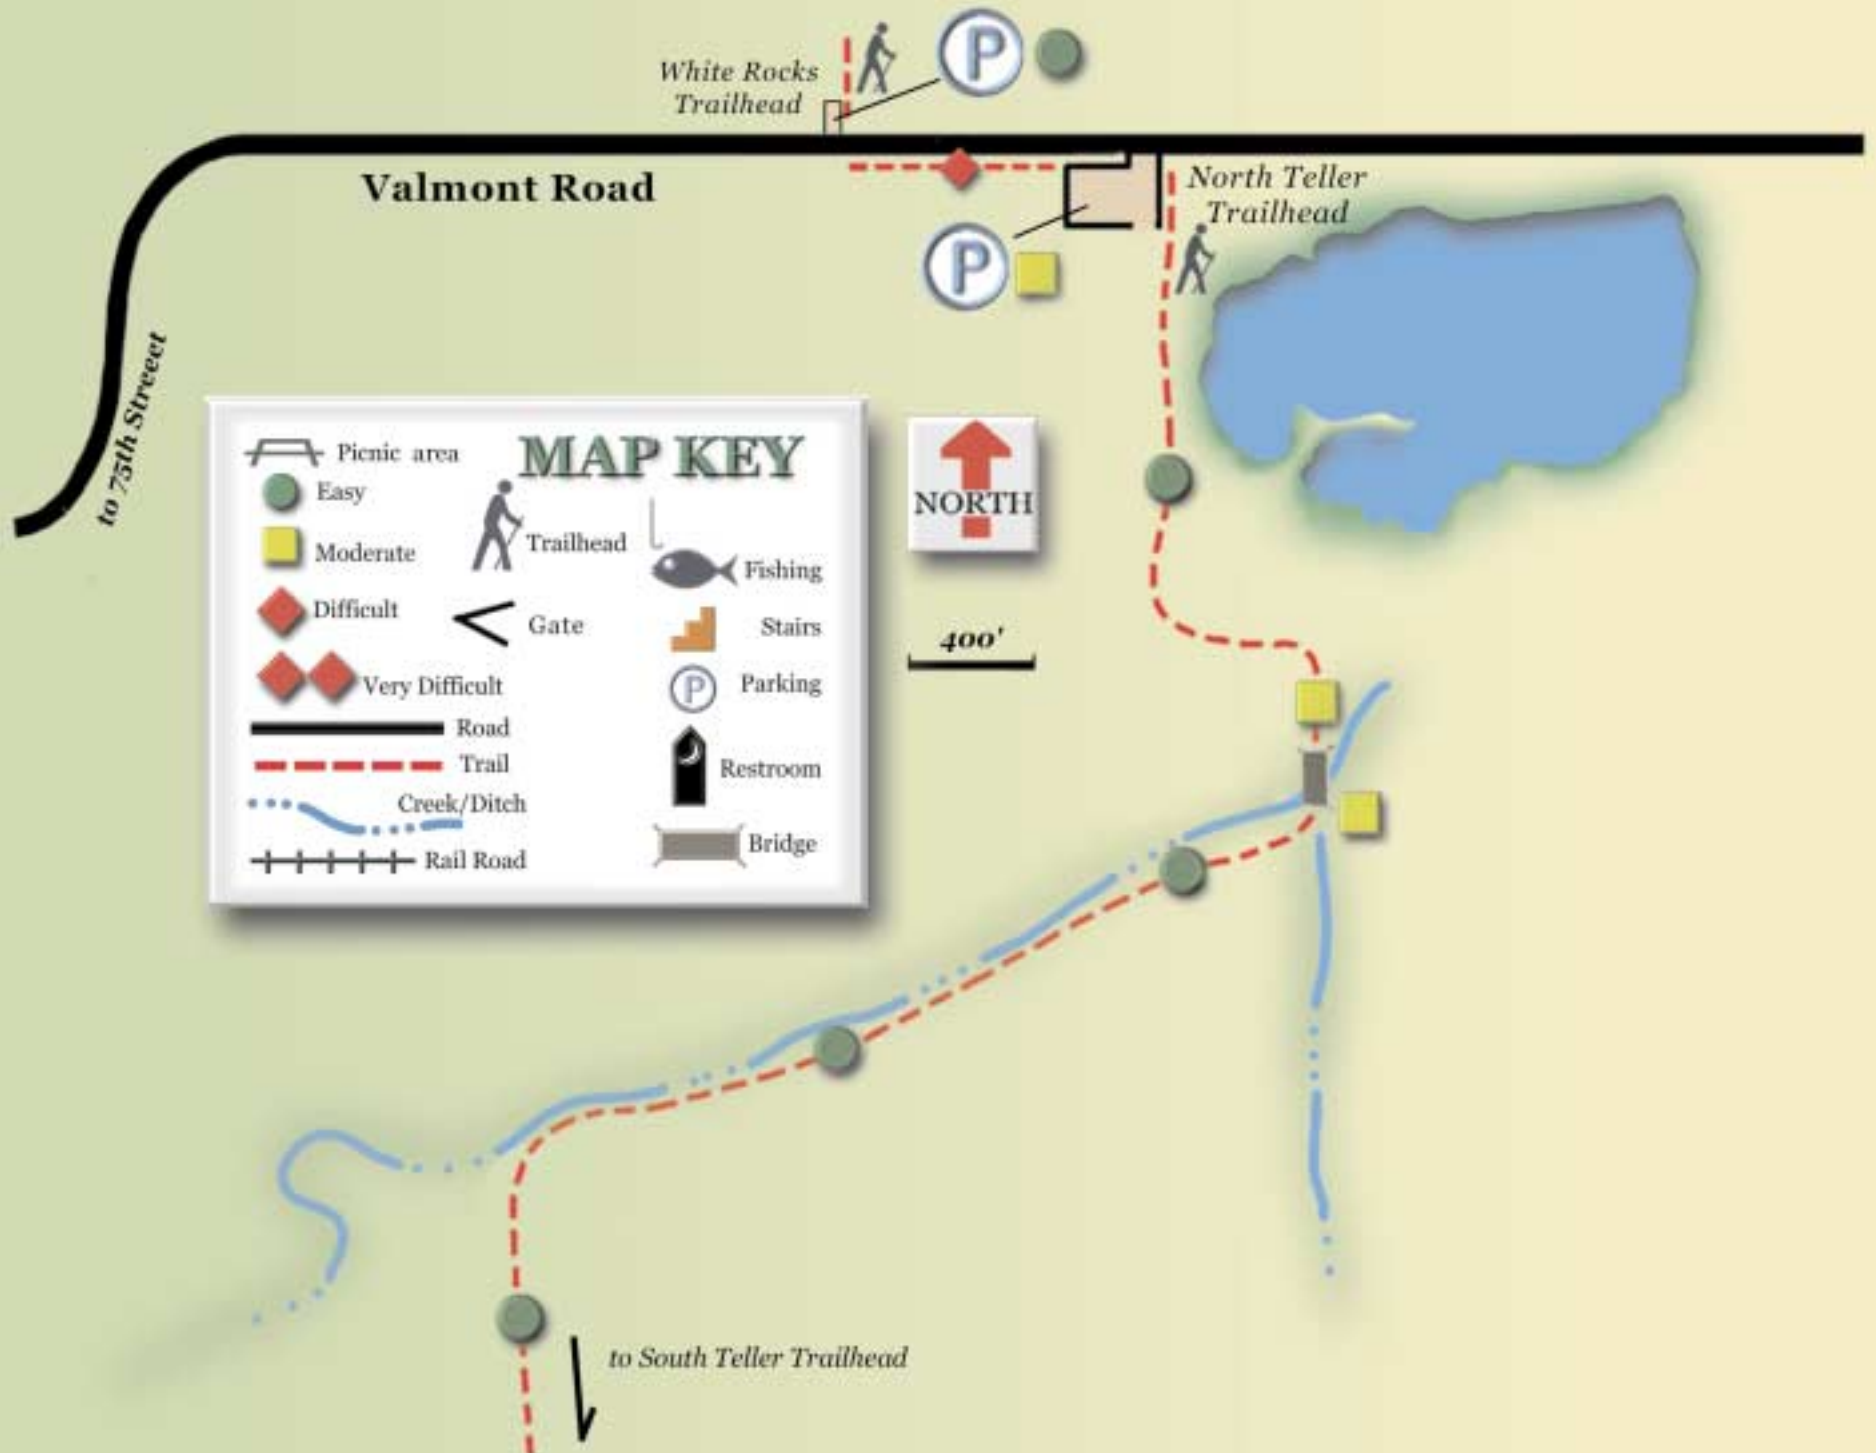 White Rocks
Trailhead
P
Valmont Road
North Teller
Trailhead
P
to 75th Street
MAP KEY
Picnic area
Easy
Moderate
Difficult
Very Difficult
Road
Trail
Creek/Ditch
Rail Road
Trailhead
Gate
Fishing
Stairs
P
Parking
Restroom
Bridge
NORTH
400'
to South Teller Trailhead